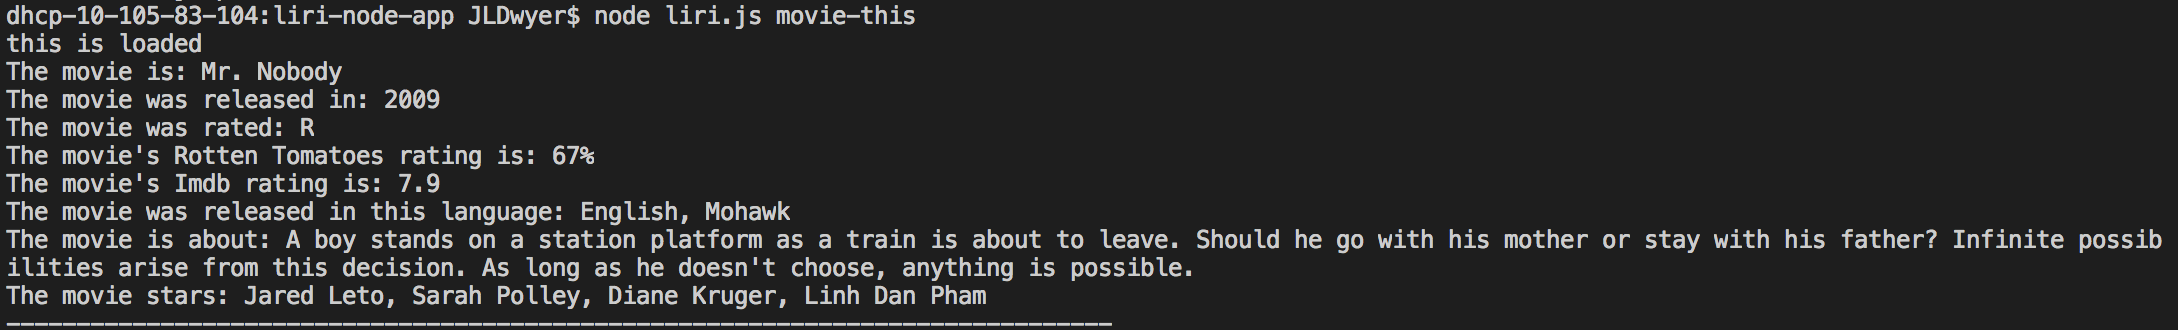 dhcp-10-105-83-104:liri-node-app JLDwyer$ node liri.js movie-this
this is loaded
The movie is: Mr. Nobody
The movie was released in: 2009
The movie was rated: R
The movie's Rotten Tomatoes rating is: 67%
The movie's Imdb rating is: 7.9
The movie was released in this language: English, Mohawk
The movie is about: A boy stands on a station platform as a train is about to leave. Should he go with his mother or stay with his father? Infinite possib
ilities arise from this decision. As long as he doesn't choose, anything is possible.
The movie stars: Jared Leto, Sarah Polley, Diane Kruger, Linh Dan Pham
-------------------------------------------------------------------------------